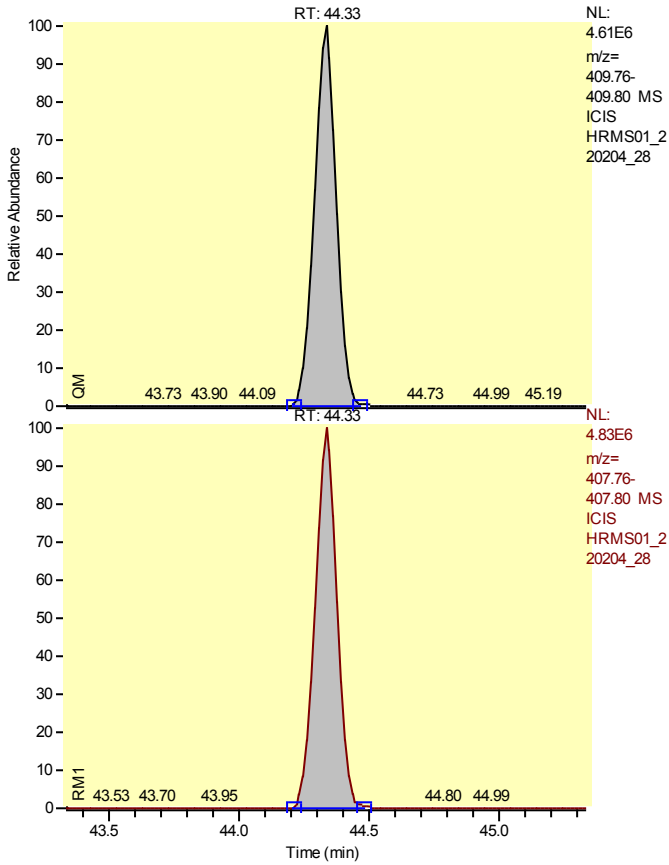 RT: 44.33
NL:
4.61E6
m/z=
409.76-
409.80 MS
ICIS
HRMS01_2
20204_28
100
90
80
70
60
50
40
30
20
10
0
Relative Abundance
QM
43.73 43.90 44.09 44.73 44.99 45.19
RT: 44.33
NL:
4.83E6
m/z=
407.76-
407.80 MS
ICIS
HRMS01_2
20204_28
100
90
80
70
60
50
40
30
20
10
0
RM1
43.53 43.70 43.95 44.80 44.99
43.5 44.0 44.5 45.0
Time (min)